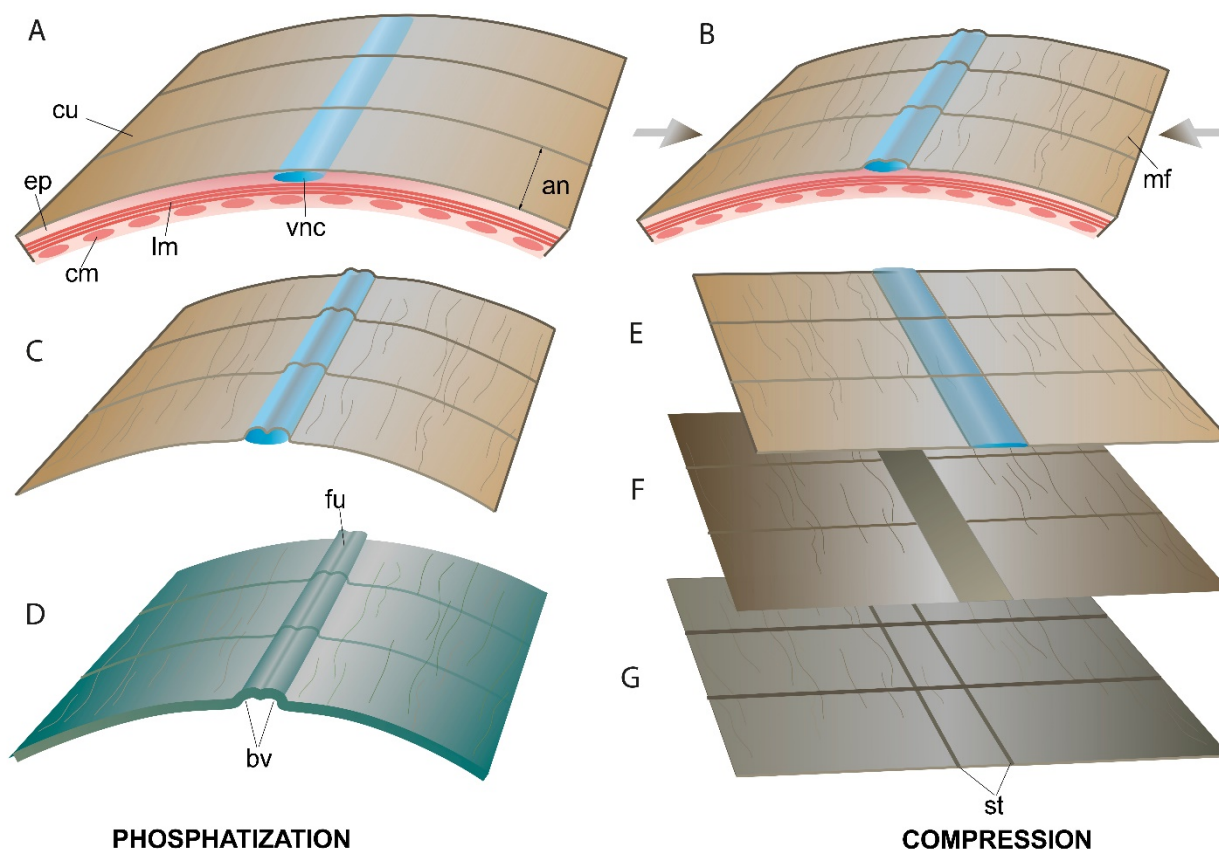 A
B
cu
ep
lm
cm
vnc
an
mf
C
E
F
D
fu
bv
G
st
PHOSPHATIZATION
COMPRESSION